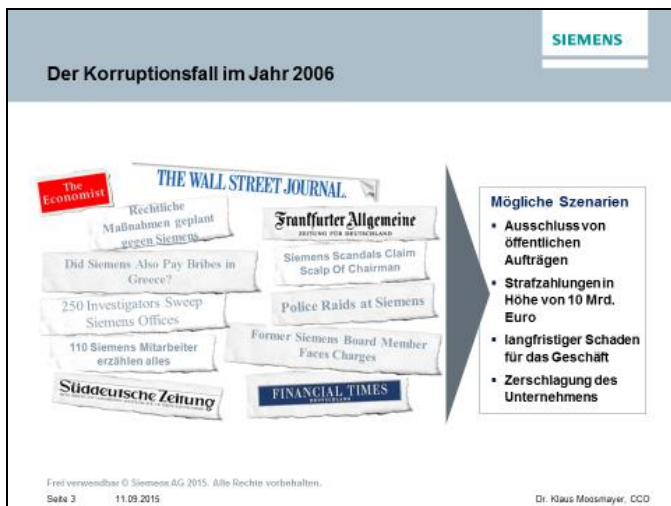 SIEMENS
Der Korruptionsfall im Jahr 2006
The
Economist
THE WALL STREET JOURNAL.
Rechtliche
Maßnahmen geplant
gegen Siemens
Frankfurter Allgemeine
ZEITUNG FÜR DEUTSCHLAND
Did Siemens Also Pay Bribes in
Greece?
Siemens Scandals Claim
Scalp Of Chairman
250 Investigators Sweep
Siemens Offices
Police Raids at Siemens
110 Siemens Mitarbeiter
erzählen alles
Former Siemens Board Member
Faces Charges
Süddeutsche Zeitung
FINANCIAL TIMES
DEUTSCHLAND
Mögliche Szenarien
▪ Ausschluss von
öffentlichen
Aufträgen
▪ Strafzahlungen in
Höhe von 10 Mrd.
Euro
▪ langfristiger Schaden
für das Geschäft
▪ Zerschlagung des
Unternehmens
Frei verwendbar © Siemens AG 2015. Alle Rechte vorbehalten.
Seite 3 11.09.2015 Dr. Klaus Moosmayer, CCO